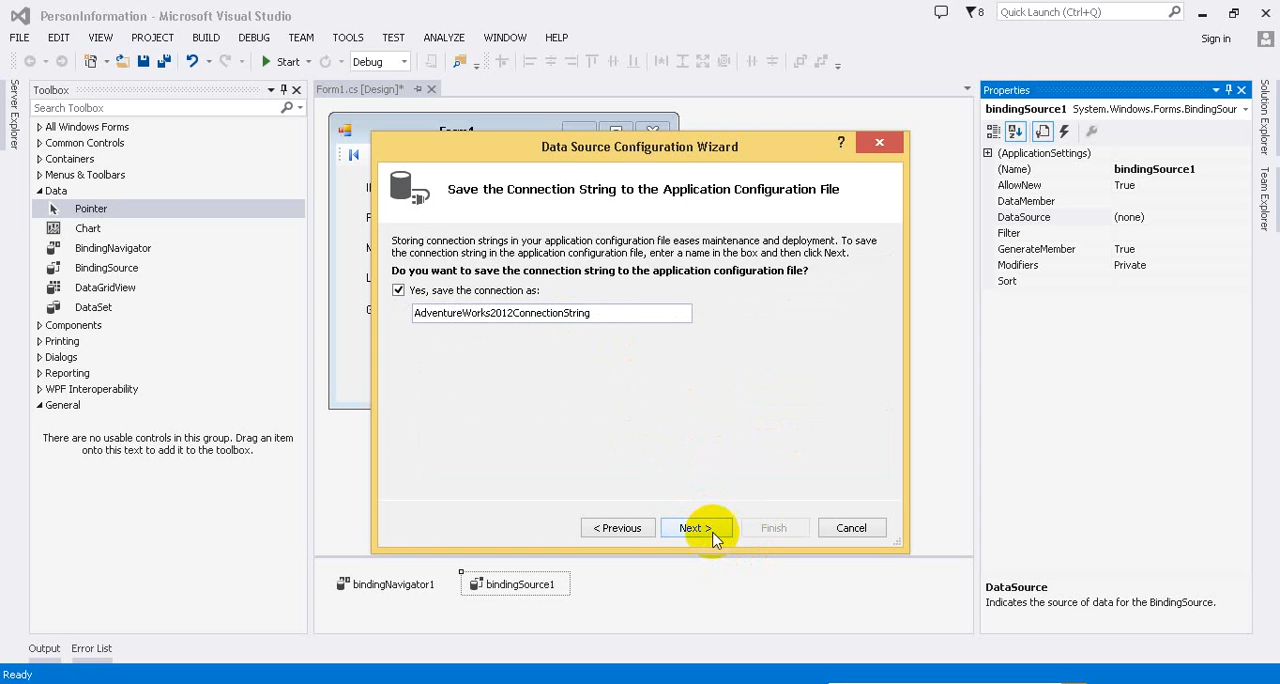 PersonInformation - Microsoft Visual Studio
8
Quick Launch (Ctrl+Q)
FILE EDIT VIEW PROJECT BUILD DEBUG TEAM TOOLS TEST ANALYZE WINDOW HELP
Sign in
Start
Debug
Server Explorer
Toolbox
Search Toolbox
All Windows Forms
Common Controls
Containers
Menus & Toolbars
Data
Pointer
Chart
BindingNavigator
BindingSource
DataGridView
DataSet
Components
Printing
Dialogs
Reporting
WPF Interoperability
General
There are no usable controls in this group. Drag an item
onto this text to add it to the toolbox.
Form1.cs [Design]*
Form1
Data Source Configuration Wizard
?
Save the Connection String to the Application Configuration File
Storing connection strings in your application configuration file eases maintenance and deployment. To save
the connection string in the application configuration file, enter a name in the box and then click Next.
Do you want to save the connection string to the application configuration file?
Yes, save the connection as:
AdventureWorks2012ConnectionString
< Previous
Next >
Finish
Cancel
bindingNavigator1
bindingSource1
Properties
bindingSource1 System.Windows.Forms.BindingSour
(ApplicationSettings)
(Name) bindingSource1
AllowNew True
DataMember
DataSource (none)
Filter
GenerateMember True
Modifiers Private
Sort
DataSource
Indicates the source of data for the BindingSource.
Solution Explorer
Team Explorer
Output Error List
Ready